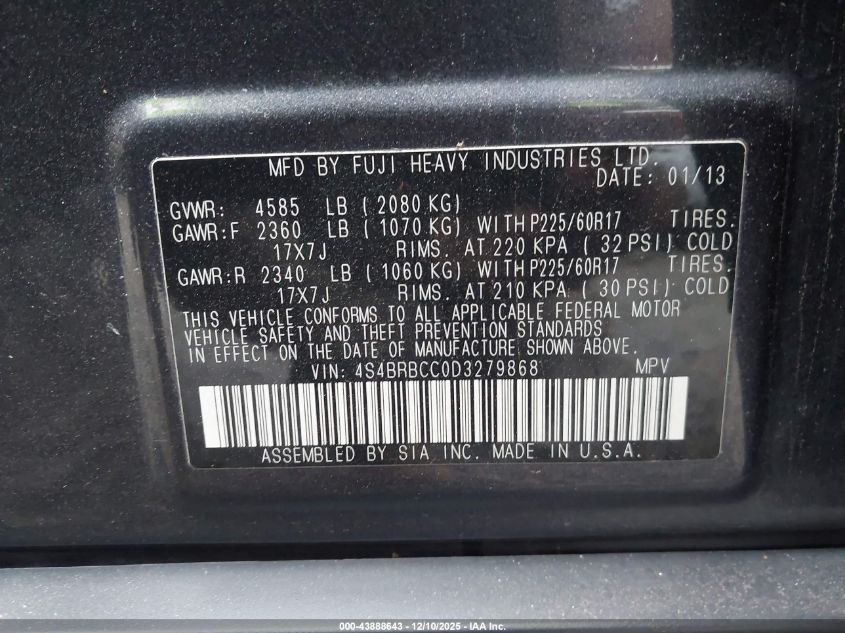 MFD BY FUJI HEAVY INDUSTRIES LTD.
DATE: 01/13
GVWR: 4585 LB (2080 KG)
GAWR:F 2360 LB (1070 KG) WITH P225/60R17 TIRES.
17X7J RIMS. AT 220 KPA (32 PSI) COLD
GAWR:R 2340 LB (1060 KG) WITH P225/60R17 TIRES.
17X7J RIMS. AT 210 KPA (30 PSI) COLD
THIS VEHICLE CONFORMS TO ALL APPLICABLE FEDERAL MOTOR
VEHICLE SAFETY AND THEFT PREVENTION STANDARDS
IN EFFECT ON THE DATE OF MANUFACTURE SHOWN ABOVE.
VIN: 4S4BRBCC0D3279868 MPV
ASSEMBLED BY SIA INC. MADE IN U.S.A.
000-43888643 - 12/10/2025 - IAA Inc.